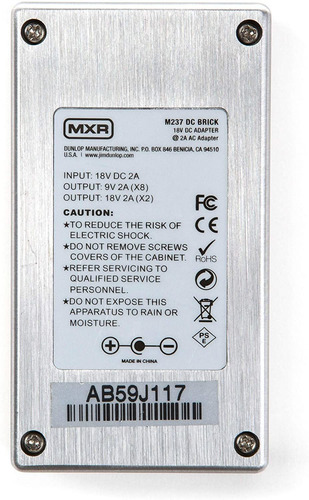 MXR
M237 DC BRICK
18V DC ADAPTER
@ 2A AC Adapter
DUNLOP MANUFACTURING, INC. P.O. BOX 846 BENICIA, CA 94510
U.S.A. | www.jimdunlop.com
INPUT: 18V DC 2A
OUTPUT: 9V 2A (X8)
OUTPUT: 18V 2A (X2)
CAUTION:
★TO REDUCE THE RISK OF
ELECTRIC SHOCK.
★DO NOT REMOVE SCREWS
COVERS OF THE CABINET.
★REFER SERVICING TO
QUALIFIED SERVICE
PERSONNEL.
★DO NOT EXPOSE THIS
APPARATUS TO RAIN OR
MOISTURE.
FC
CE
RoHS
PS
E
MADE IN CHINA
AB59J117